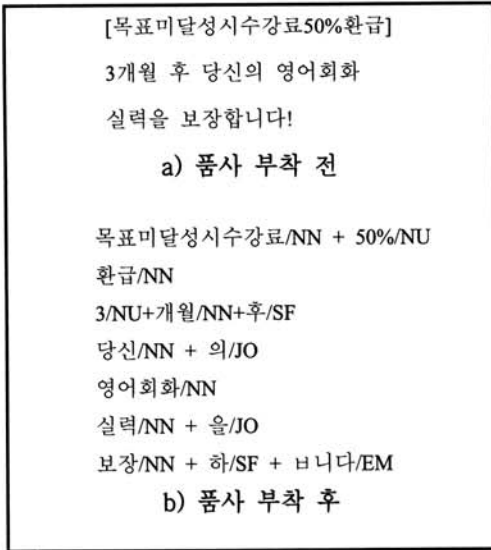 [목표미달성시수강료50%환급]
3개월 후 당신의 영어회화
실력을 보장합니다!
a) 품사 부착 전
목표미달성시수강료/NN + 50%/NU
환급/NN
3/NU+개월/NN+후/SF
당신/NN + 의/JO
영어회화/NN
실력/NN + 을/JO
보장/NN + 하/SF + ㅂ니다/EM
b) 품사 부착 후